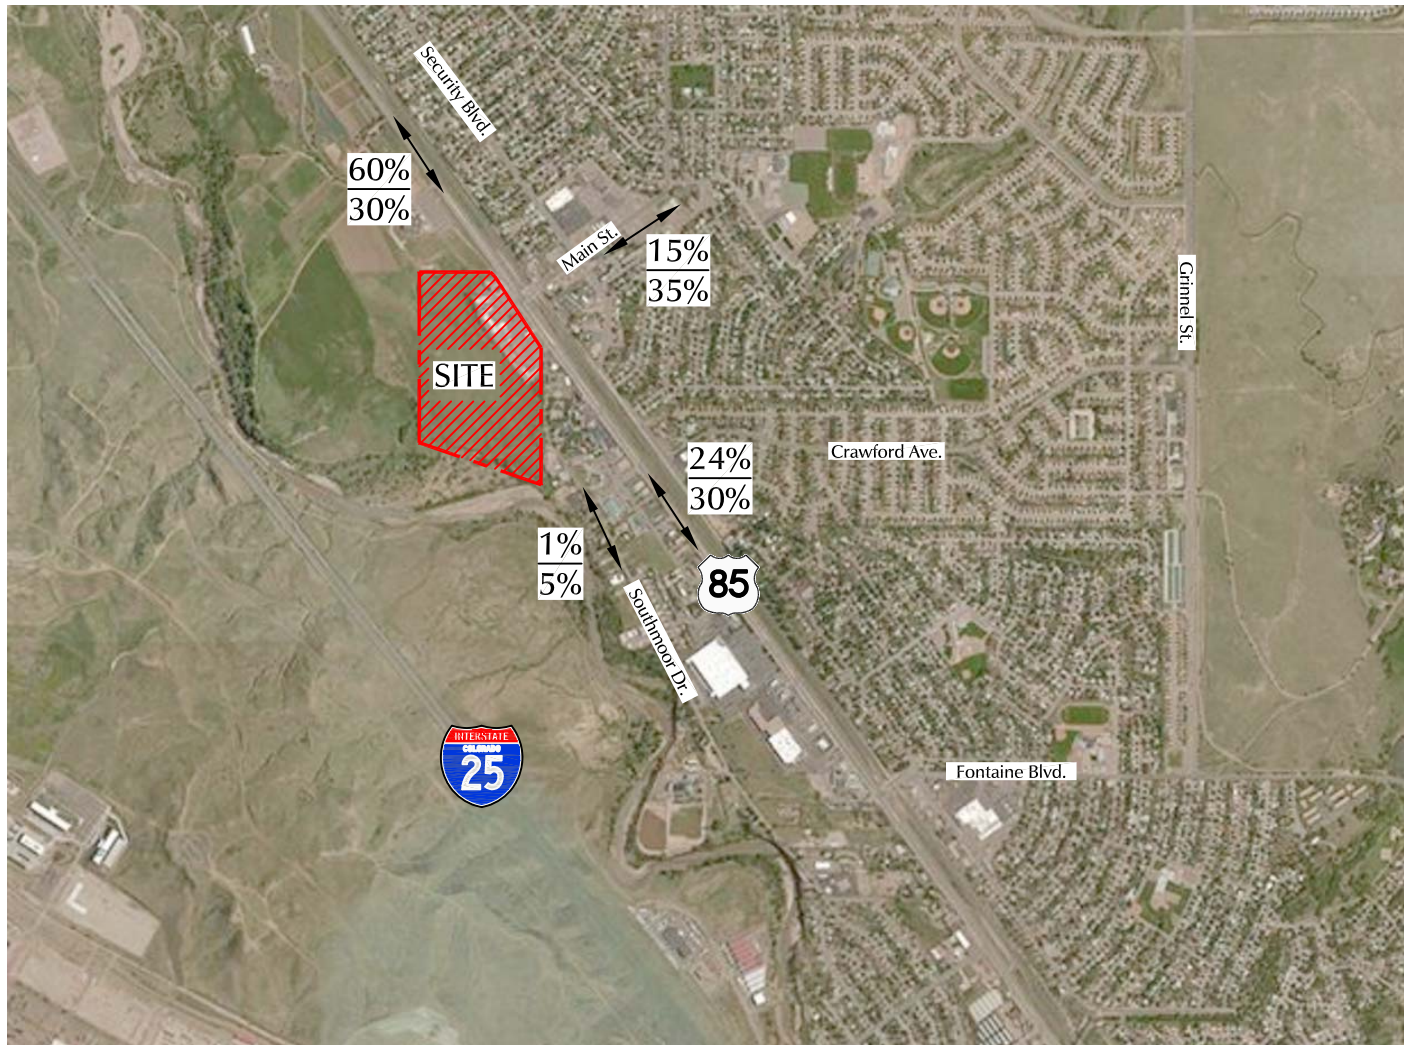 Security Blvd.
60%
30%
Main St.
15%
35%
Grinnel St.
SITE
Crawford Ave.
24%
30%
1%
5%
85
Southmoor Dr.
INTERSTATE
COLORADO
25
Fontaine Blvd.